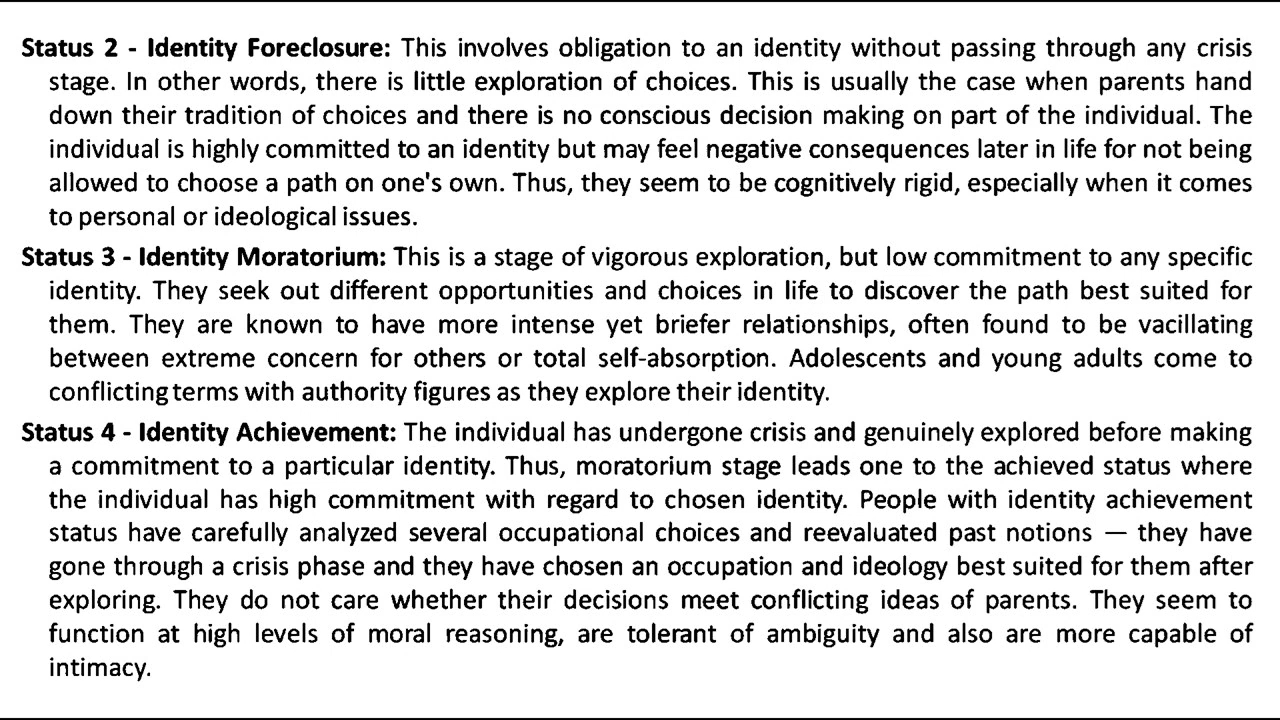 Status 2 - Identity Foreclosure: This involves obligation to an identity without passing through any crisis
stage. In other words, there is little exploration of choices. This is usually the case when parents hand
down their tradition of choices and there is no conscious decision making on part of the individual. The
individual is highly committed to an identity but may feel negative consequences later in life for not being
allowed to choose a path on one's own. Thus, they seem to be cognitively rigid, especially when it comes
to personal or ideological issues.
Status 3 - Identity Moratorium: This is a stage of vigorous exploration, but low commitment to any specific
identity. They seek out different opportunities and choices in life to discover the path best suited for
them. They are known to have more intense yet briefer relationships, often found to be vacillating
between extreme concern for others or total self-absorption. Adolescents and young adults come to
conflicting terms with authority figures as they explore their identity.
Status 4 - Identity Achievement: The individual has undergone crisis and genuinely explored before making
a commitment to a particular identity. Thus, moratorium stage leads one to the achieved status where
the individual has high commitment with regard to chosen identity. People with identity achievement
status have carefully analyzed several occupational choices and reevaluated past notions — they have
gone through a crisis phase and they have chosen an occupation and ideology best suited for them after
exploring. They do not care whether their decisions meet conflicting ideas of parents. They seem to
function at high levels of moral reasoning, are tolerant of ambiguity and also are more capable of
intimacy.